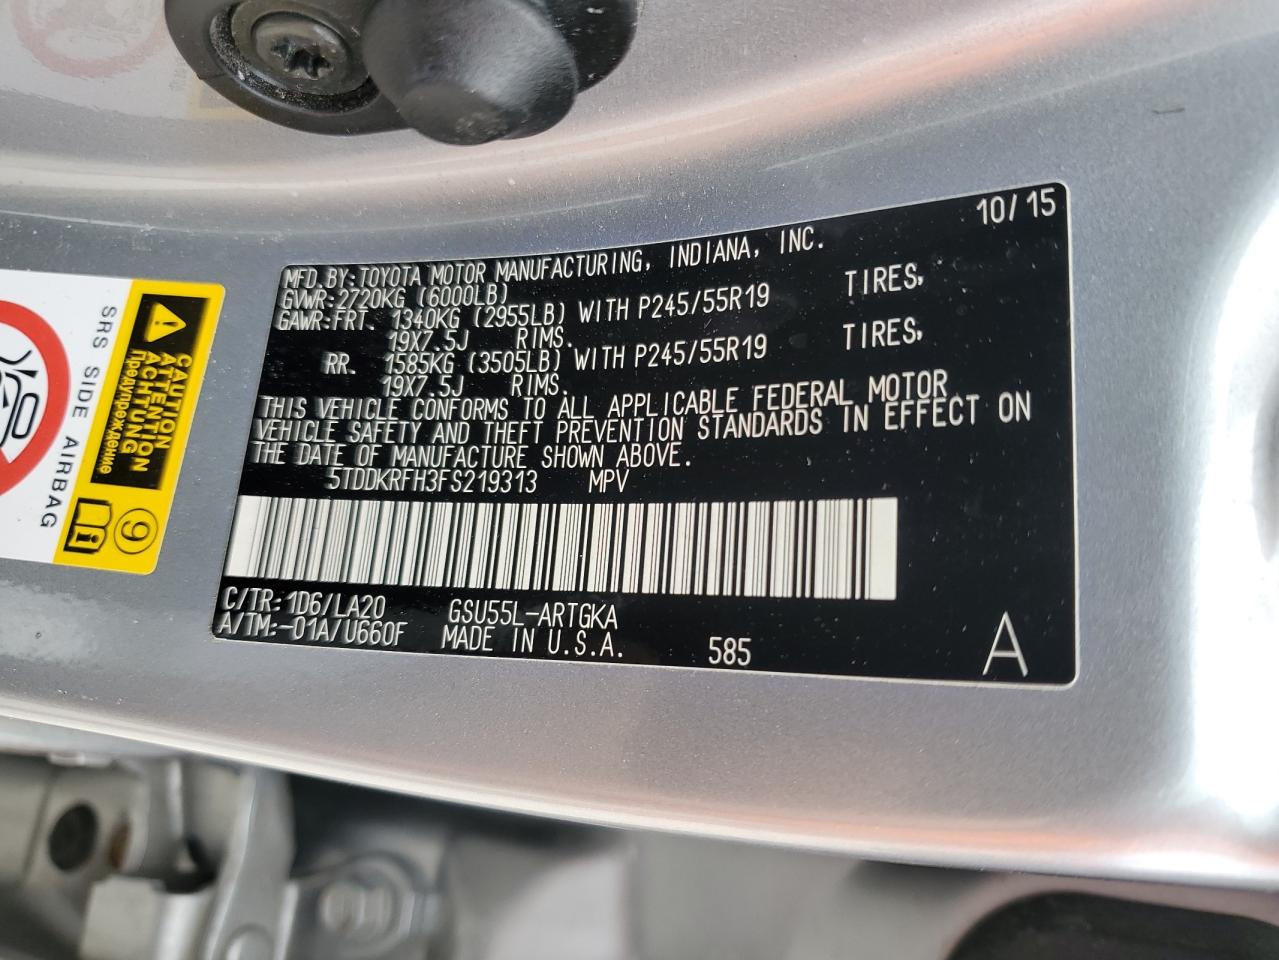 10/15
MFD.BY:TOYOTA MOTOR MANUFACTURING, INDIANA, INC.
GVWR:2720KG (6000LB)
GAWR:FRT. 1340KG (2955LB) WITH P245/55R19 TIRES,
19X7.5J RIMS.
RR. 1585KG (3505LB) WITH P245/55R19 TIRES,
19X7.5J RIMS.
THIS VEHICLE CONFORMS TO ALL APPLICABLE FEDERAL MOTOR
VEHICLE SAFETY AND THEFT PREVENTION STANDARDS IN EFFECT ON
THE DATE OF MANUFACTURE SHOWN ABOVE.
5TDDKRFH3FS219313 MPV
C/TR:1D6/LA20 GSU55L-ARTGKA
A/TM:-01A/U660F MADE IN U.S.A. 585 A
CAUTION
ATTENTION
ACHTUNG
Предупреждение
9
SRS SIDE AIRBAG